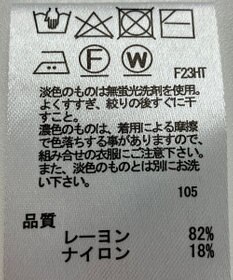 F W
F23HT
淡色のものは無蛍光洗剤を使用。
よくすすぎ、絞りの後すぐに干
すこと。
濃色のものは、着用による摩擦
で色落ちする事がありますので、
組み合せの衣服にご注意下さい。
また、淡色のものとは別にお洗
い下さい。
105
品質
レーヨン 82%
ナイロン 18%